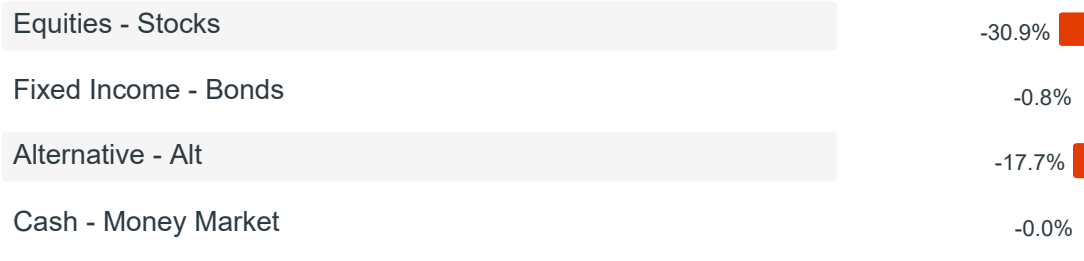 Equities - Stocks -30.9%
Fixed Income - Bonds -0.8%
Alternative - Alt -17.7%
Cash - Money Market -0.0%